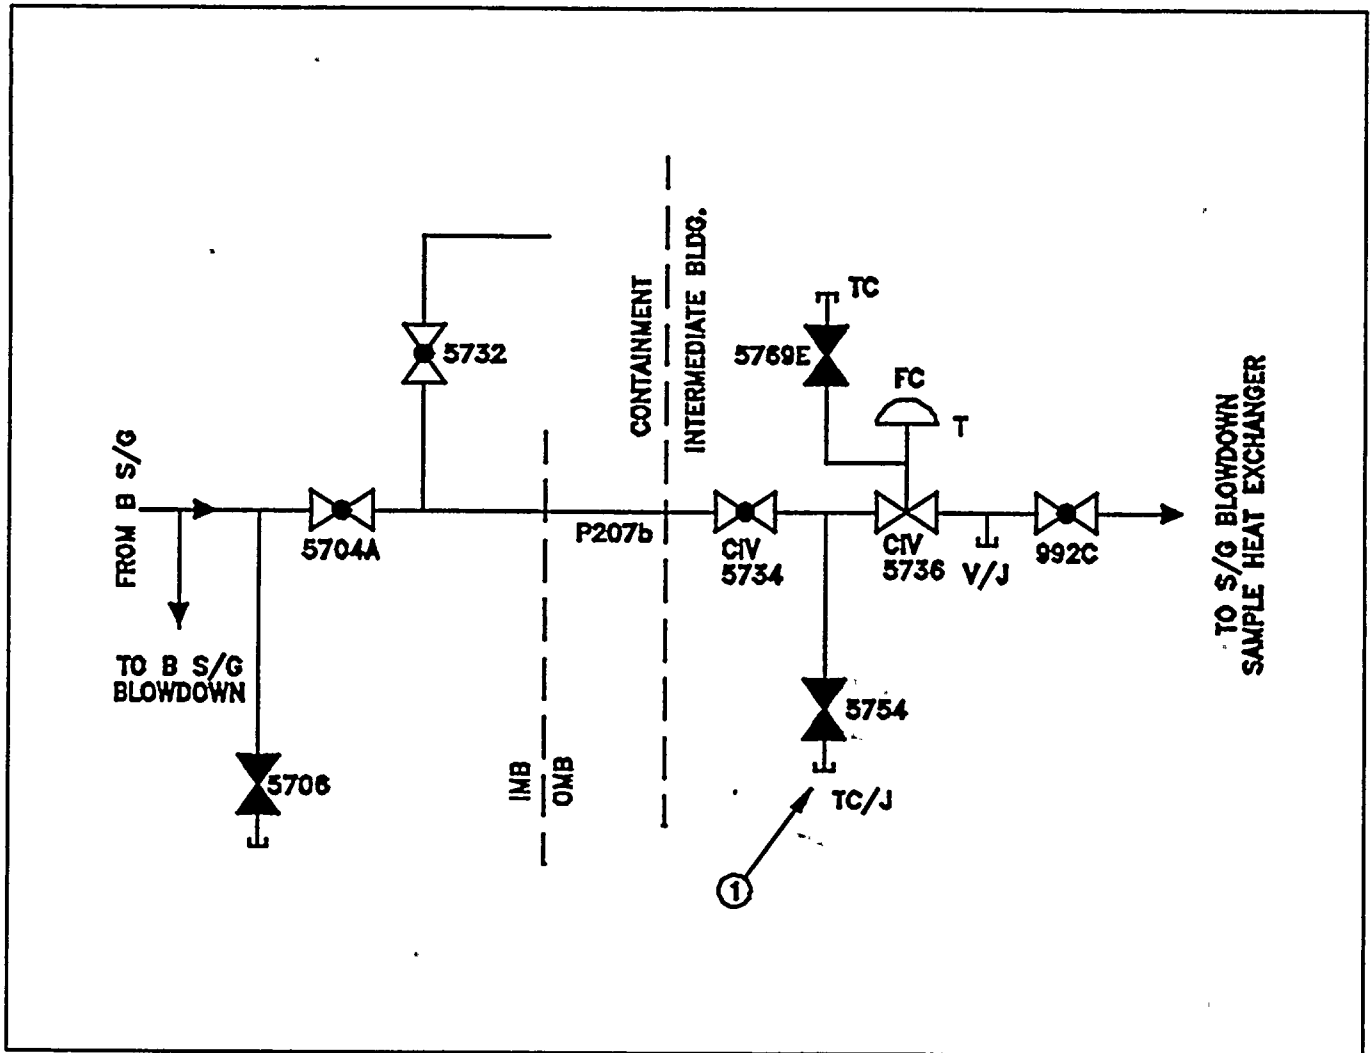 FROM B S/G
TO B S/G
BLOWDOWN
5706
5704A
5732
IMB
OMB
P207b
CONTAINMENT
INTERMEDIATE BLDG.
CIV
5734
5769E
TC
FC
T
CIV
5736
V/J
992C
5754
TC/J
1
TO S/G BLOWDOWN
SAMPLE HEAT EXCHANGER